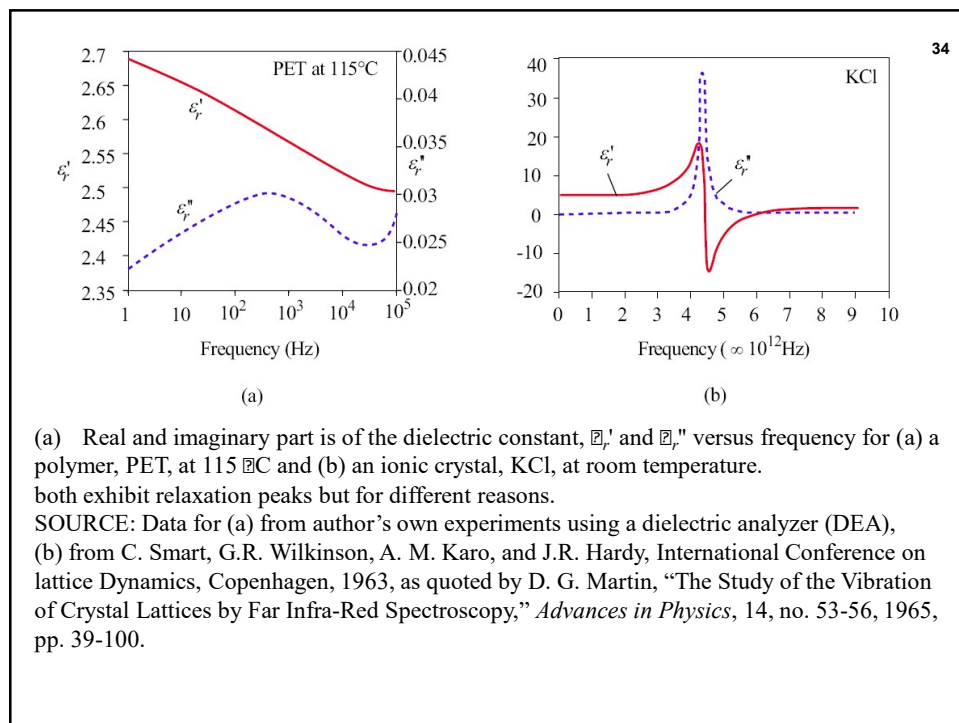 34
2.7
2.65
2.6
2.55
2.5
2.4
2.35
εr'
0.045
0.04
0.035
0.03
0.025
0.02
εr"
PET at 115°C
εr'
εr"
1 10 10² 10³ 10⁴ 10⁵
Frequency (Hz)
(a)
40
30
20
10
0
-10
-20
KCl
εr'
εr"
0 1 2 3 4 5 6 7 8 9 10
Frequency ( ∞ 10¹²Hz)
(b)
(a) Real and imaginary part is of the dielectric constant, r' and r" versus frequency for (a) a
polymer, PET, at 115 C and (b) an ionic crystal, KCl, at room temperature.
both exhibit relaxation peaks but for different reasons.
SOURCE: Data for (a) from author’s own experiments using a dielectric analyzer (DEA),
(b) from C. Smart, G.R. Wilkinson, A. M. Karo, and J.R. Hardy, International Conference on
lattice Dynamics, Copenhagen, 1963, as quoted by D. G. Martin, “The Study of the Vibration
of Crystal Lattices by Far Infra-Red Spectroscopy,” Advances in Physics, 14, no. 53-56, 1965,
pp. 39-100.